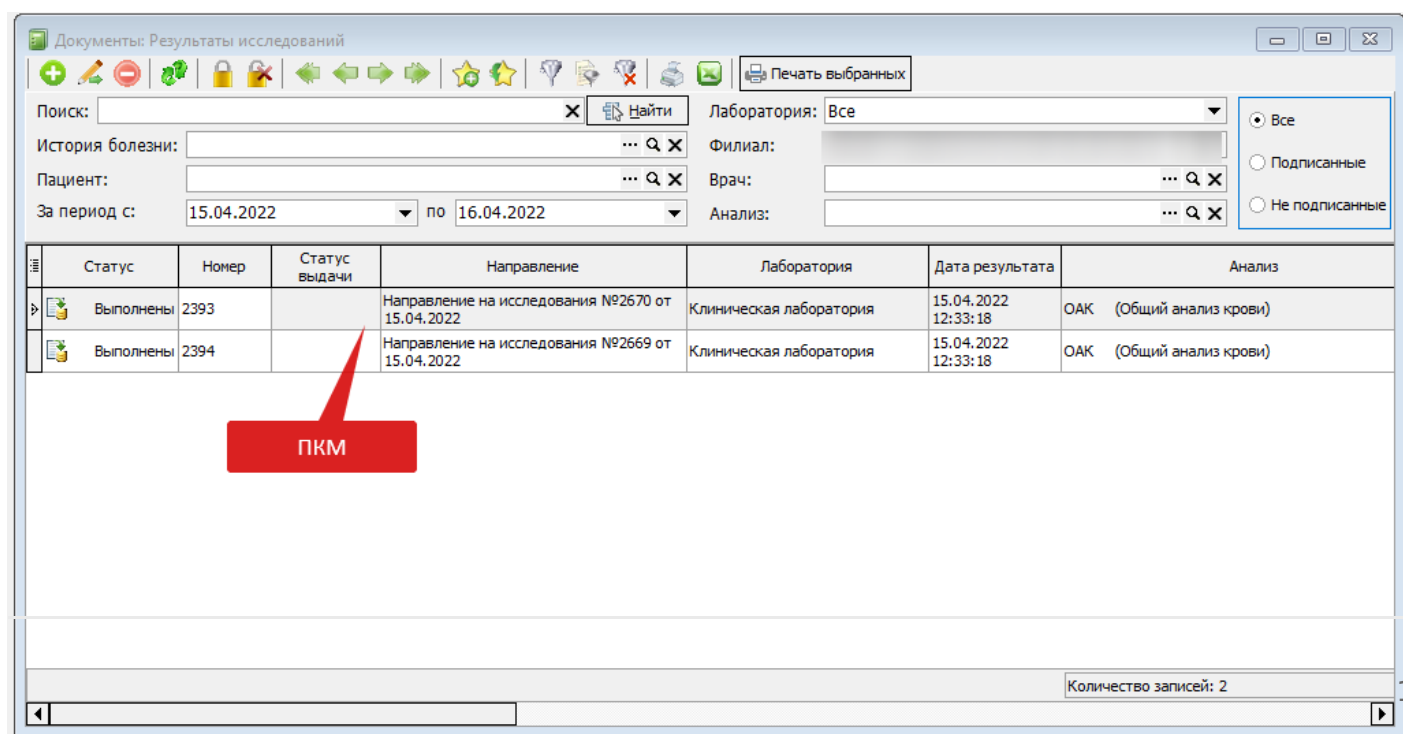 Документы: Результаты исследований
Печать выбранных
Поиск: Найти Лаборатория: Все
История болезни: Филиал:
Пациент: Врач:
За период с: 15.04.2022 по 16.04.2022 Анализ:
Все
Подписанные
Не подписанные
Статус Номер Статус выдачи Направление Лаборатория Дата результата Анализ
Выполнены 2393 Направление на исследования №2670 от 15.04.2022 Клиническая лаборатория 15.04.2022 12:33:18 ОАК (Общий анализ крови)
Выполнены 2394 Направление на исследования №2669 от 15.04.2022 Клиническая лаборатория 15.04.2022 12:33:18 ОАК (Общий анализ крови)
ПКМ
Количество записей: 2